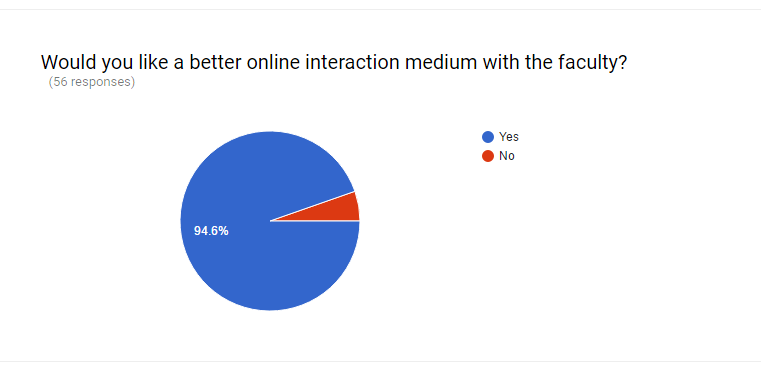 Would you like a better online interaction medium with the faculty?
(56 responses)
Yes
No
94.6%